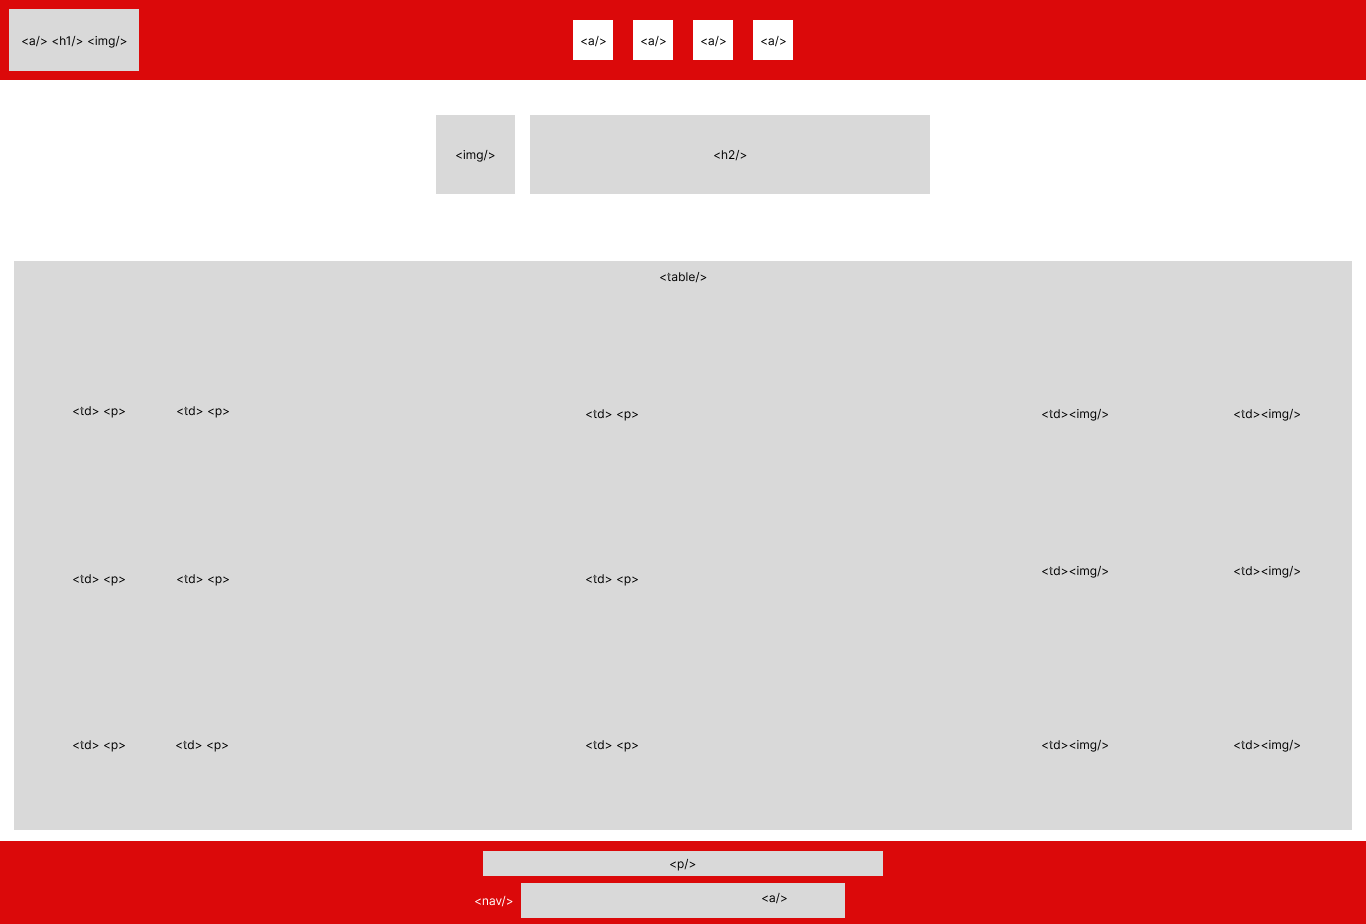 <a/> <h1/> <img/>
<a/> <a/> <a/> <a/>
<img/> <h2/>
<table/>
<td> <p> <td> <p> <td> <p> <td><img/> <td><img/>
<td> <p> <td> <p> <td> <p> <td><img/> <td><img/>
<td> <p> <td> <p> <td> <p> <td><img/> <td><img/>
<p/>
<nav/> <a/>